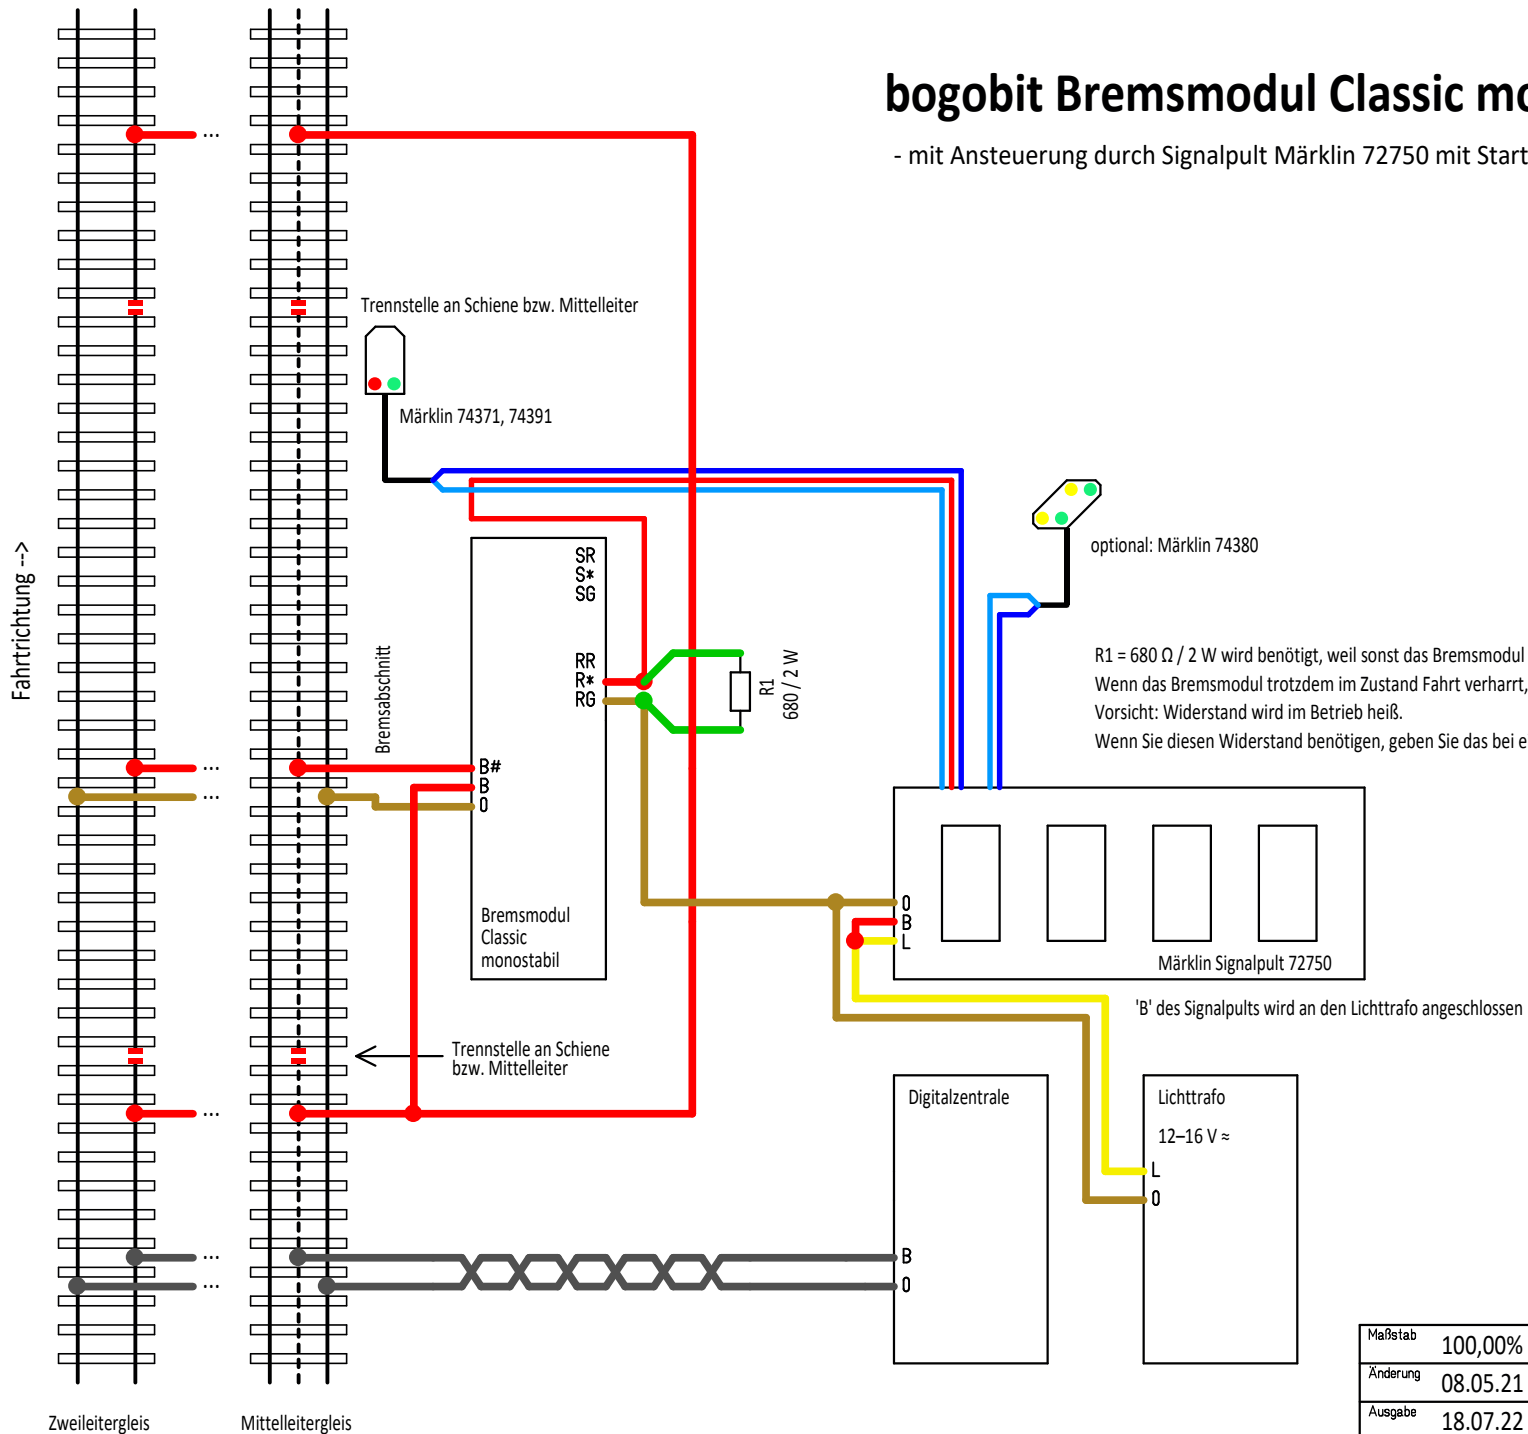 bogobit Bremsmodul Classic mo
- mit Ansteuerung durch Signalpult Märklin 72750 mit Start
...
Trennstelle an Schiene bzw. Mittelleiter
Märklin 74371, 74391
optional: Märklin 74380
Fahrtrichtung -->
Bremsabschnitt
SR
S*
SG
RR
R*
RG
R1
680 / 2 W
R1 = 680 Ω / 2 W wird benötigt, weil sonst das Bremsmodul
Wenn das Bremsmodul trotzdem im Zustand Fahrt verharrt,
Vorsicht: Widerstand wird im Betrieb heiß.
Wenn Sie diesen Widerstand benötigen, geben Sie das bei e
...
...
B#
B
0
Bremsmodul
Classic
monostabil
0
B
L
Märklin Signalpult 72750
'B' des Signalpults wird an den Lichttrafo angeschlossen
Trennstelle an Schiene
bzw. Mittelleiter
...
Digitalzentrale
Lichttrafo
12–16 V ≈
L
0
...
...
B
0
Maßstab 100,00%
Änderung 08.05.21
Ausgabe 18.07.22
Zweileitergleis
Mittelleitergleis